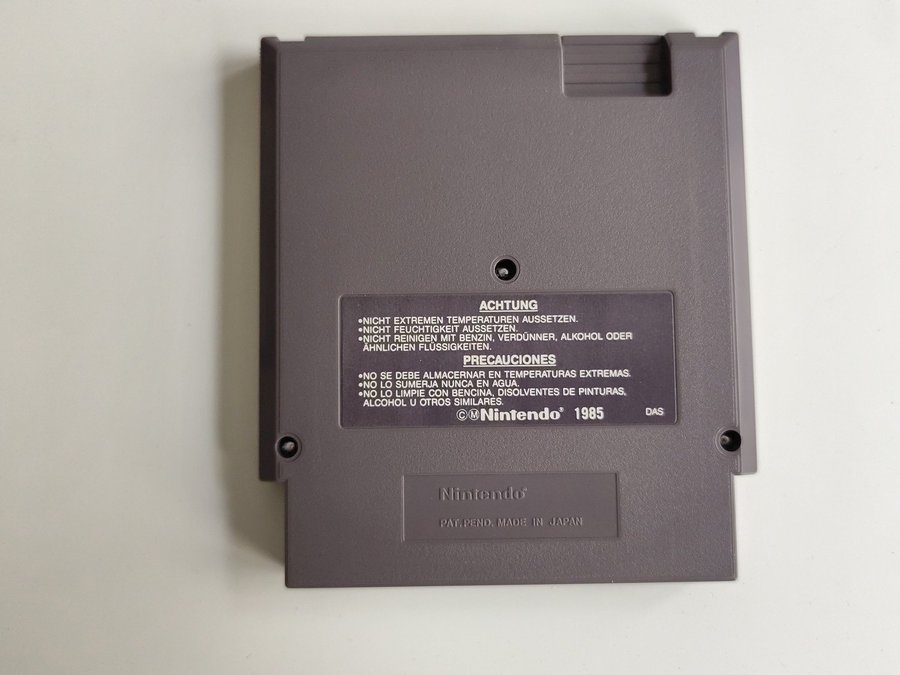 ACHTUNG
•NICHT EXTREMEN TEMPERATUREN AUSSETZEN.
•NICHT FEUCHTIGKEIT AUSSETZEN.
•NICHT REINIGEN MIT BENZIN, VERDÜNNER, ALKOHOL ODER
ÄHNLICHEN FLÜSSIGKEITEN.
PRECAUCIONES
•NO SE DEBE ALMACERNAR EN TEMPERATURAS EXTREMAS.
•NO LO SUMERJA NUNCA EN AGUA.
•NO LO LIMPIE CON BENCINA, DISOLVENTES DE PINTURAS,
ALCOHOL U OTROS SIMILARES.
ⒸⓂNintendo® 1985 DAS
Nintendo®
PAT. PEND. MADE IN JAPAN